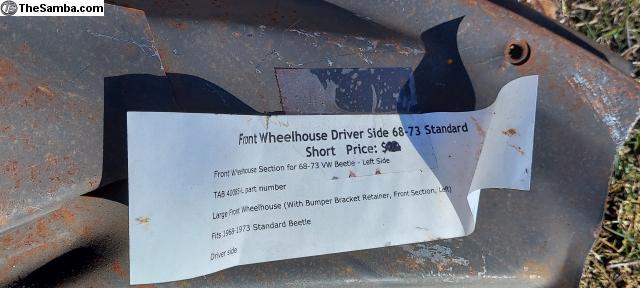 TheSamba.com
Front Wheelhouse Driver Side 68-73 Standard
Short Price: $
Front Wheelhouse Section for 68-73 VW Beetle - Left Side
TAB 40085-L part number
Large Front Wheelhouse (With Bumper Bracket Retainer, Front Section, Left)
Fits 1968-1973 Standard Beetle
Driver side